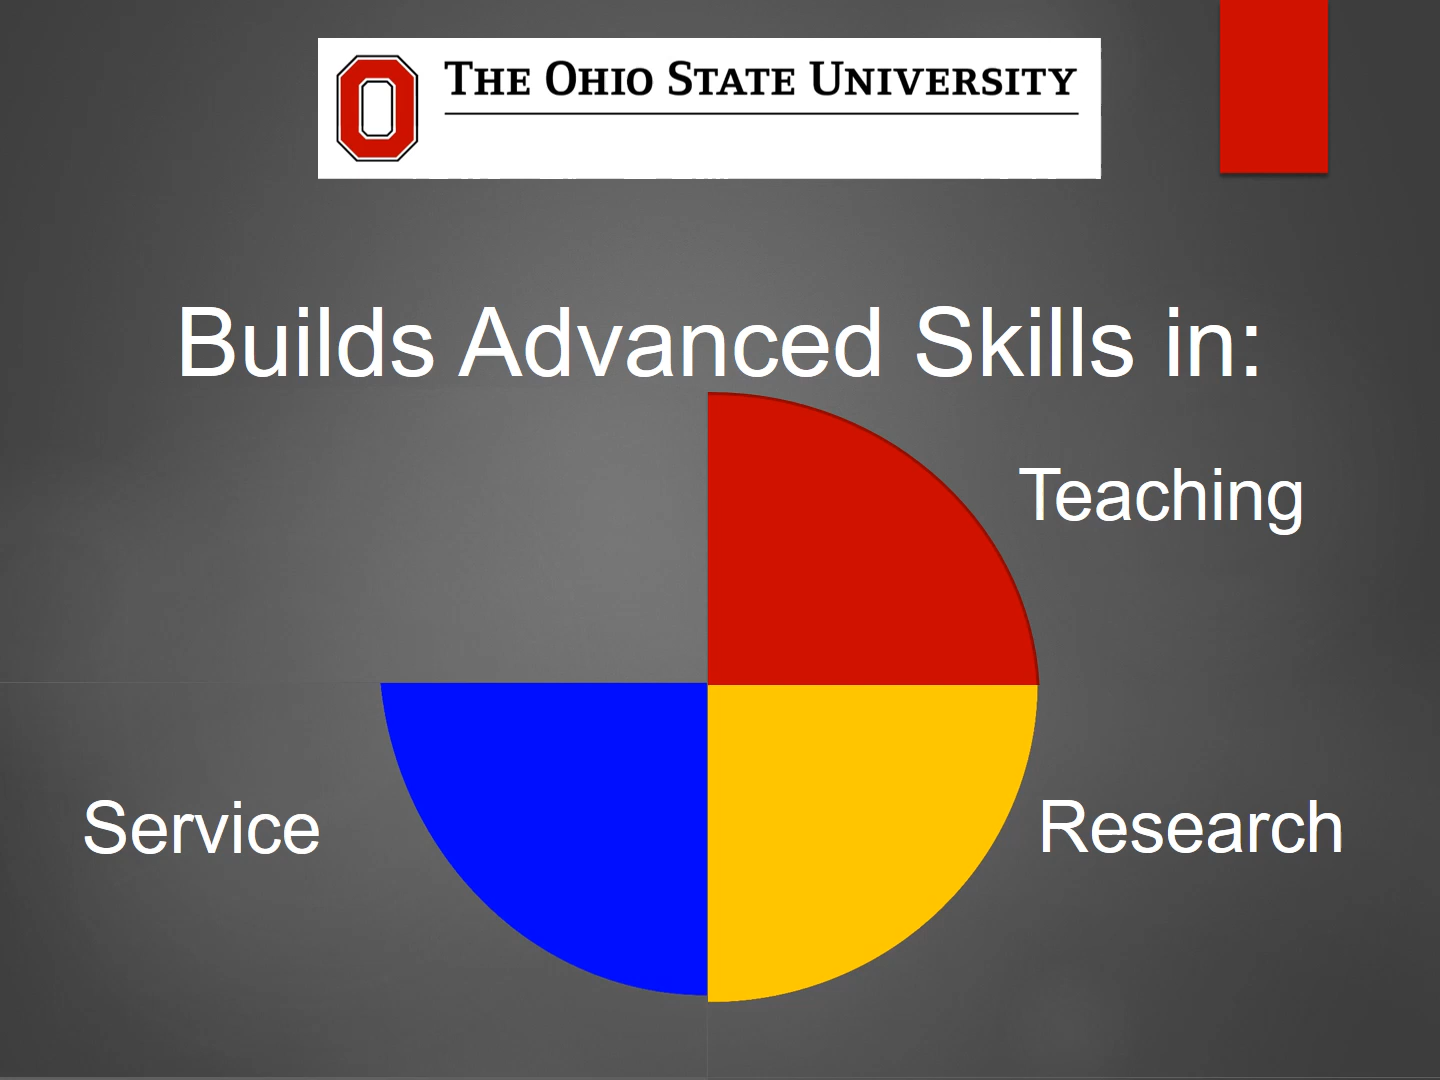 THE OHIO STATE UNIVERSITY
Builds Advanced Skills in:
Teaching
Service
Research